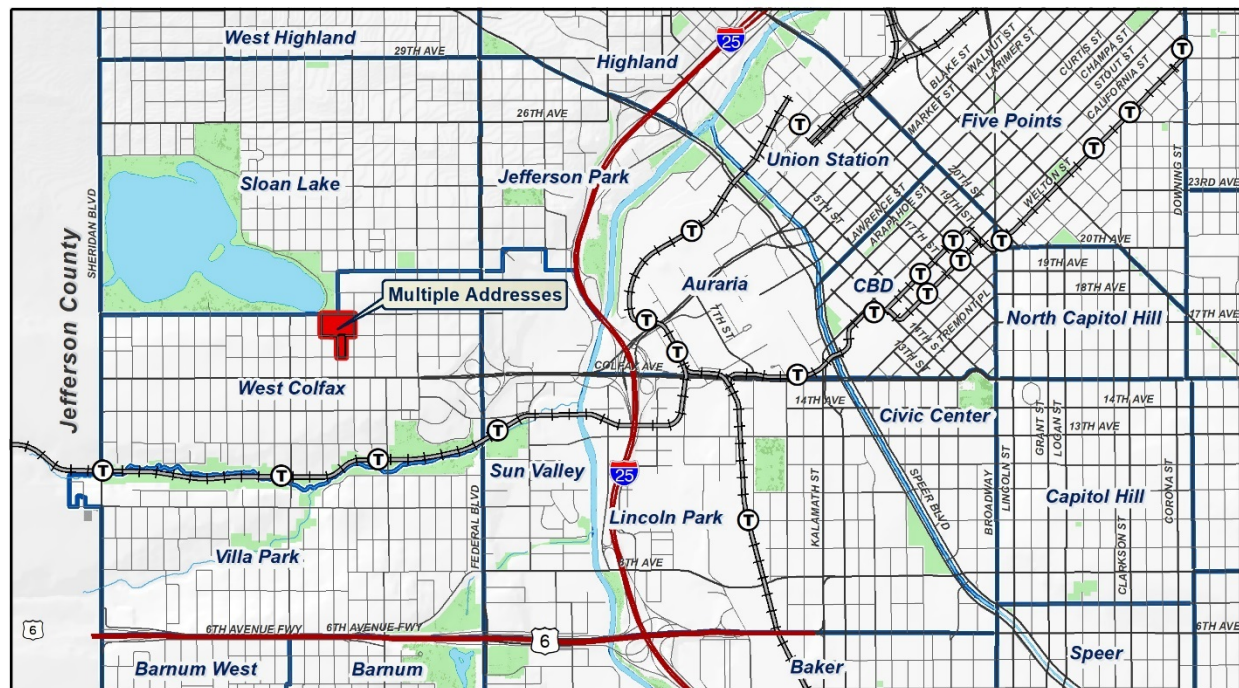 West Highland
29TH AVE
Highland
25
BLAKE ST
WALNUT ST
LARIMER ST
MARKET ST
CURTIS ST
CHAMPA ST
STOUT ST
CALIFORNIA ST
T
T
T
T
26TH AVE
Five Points
Union Station
Jefferson Park
Sloan Lake
SHERIDAN BLVD
Jefferson County
20TH ST
WELTON ST
DOWNING ST
23RD AVE
15TH ST
LAWRENCE ST
ARAPAHOE ST
19TH ST
17TH ST
T
T
T
T
T
T
T
20TH AVE
19TH AVE
18TH AVE
17TH AVE
Multiple Addresses
Auraria
CBD
North Capitol Hill
7TH ST
TREMONT PL
13TH ST
T
T
T
T
COLFAX AVE
West Colfax
14TH AVE
14TH AVE
Civic Center
13TH AVE
GRANT ST
LOGAN ST
T
T
T
T
Sun Valley
25
Lincoln Park
T
KALAMATH ST
SPEER BLVD
BROADWAY
LINCOLN ST
Capitol Hill
CORONA ST
CLARKSON ST
FEDERAL BLVD
Villa Park
8TH AVE
6
6TH AVENUE FWY
6TH AVENUE FWY
6
6TH AVE
Barnum West
Barnum
Baker
Speer